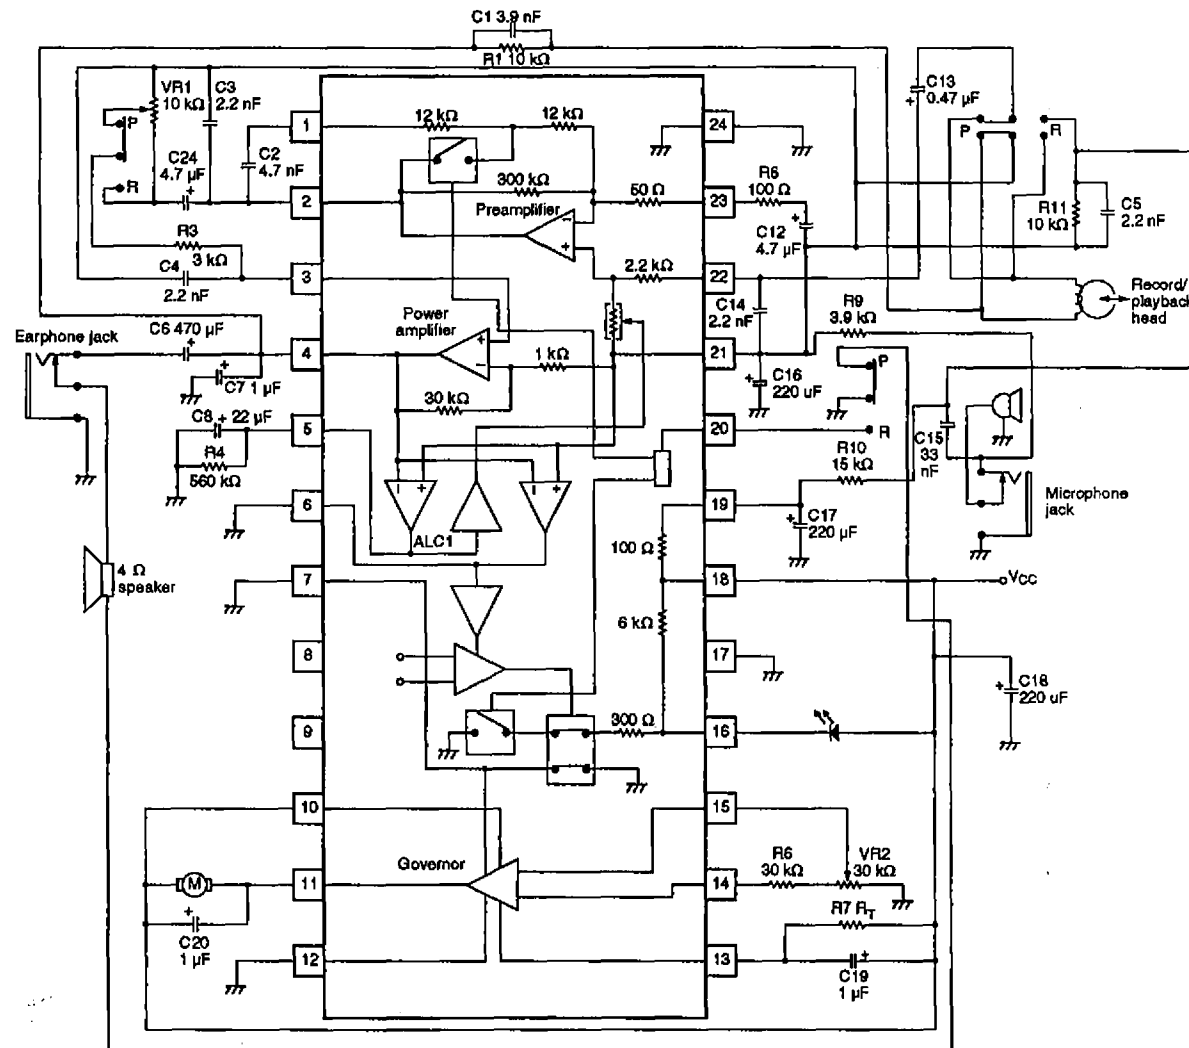 C1 3.9 nF
R1 10 kΩ
VR1
10 kΩ
C3
2.2 nF
P
R
C24
4.7 µF
C2
4.7 nF
R3
3 kΩ
C4
2.2 nF
Earphone jack
C6 470 µF
C7 1 µF
C8 22 µF
R4
560 kΩ
4 Ω
speaker
M
C20
1 µF
1
2
3
4
5
6
7
8
9
10
11
12
12 kΩ
12 kΩ
300 kΩ
50 Ω
Preamplifier
2.2 kΩ
Power
amplifier
1 kΩ
30 kΩ
ALC1
100 Ω
6 kΩ
300 Ω
Governor
24
23
22
21
20
19
18
17
16
15
14
13
C13
0.47 µF
P
R
R6
100 Ω
C12
4.7 µF
R11
10 kΩ
C5
2.2 nF
C14
2.2 nF
R9
3.9 kΩ
Record/
playback
head
C16
220 uF
P
R
R10
15 kΩ
C15
33
nF
C17
220 µF
Microphone
jack
Vcc
C18
220 uF
R6
30 kΩ
VR2
30 kΩ
R7 RT
C19
1 µF